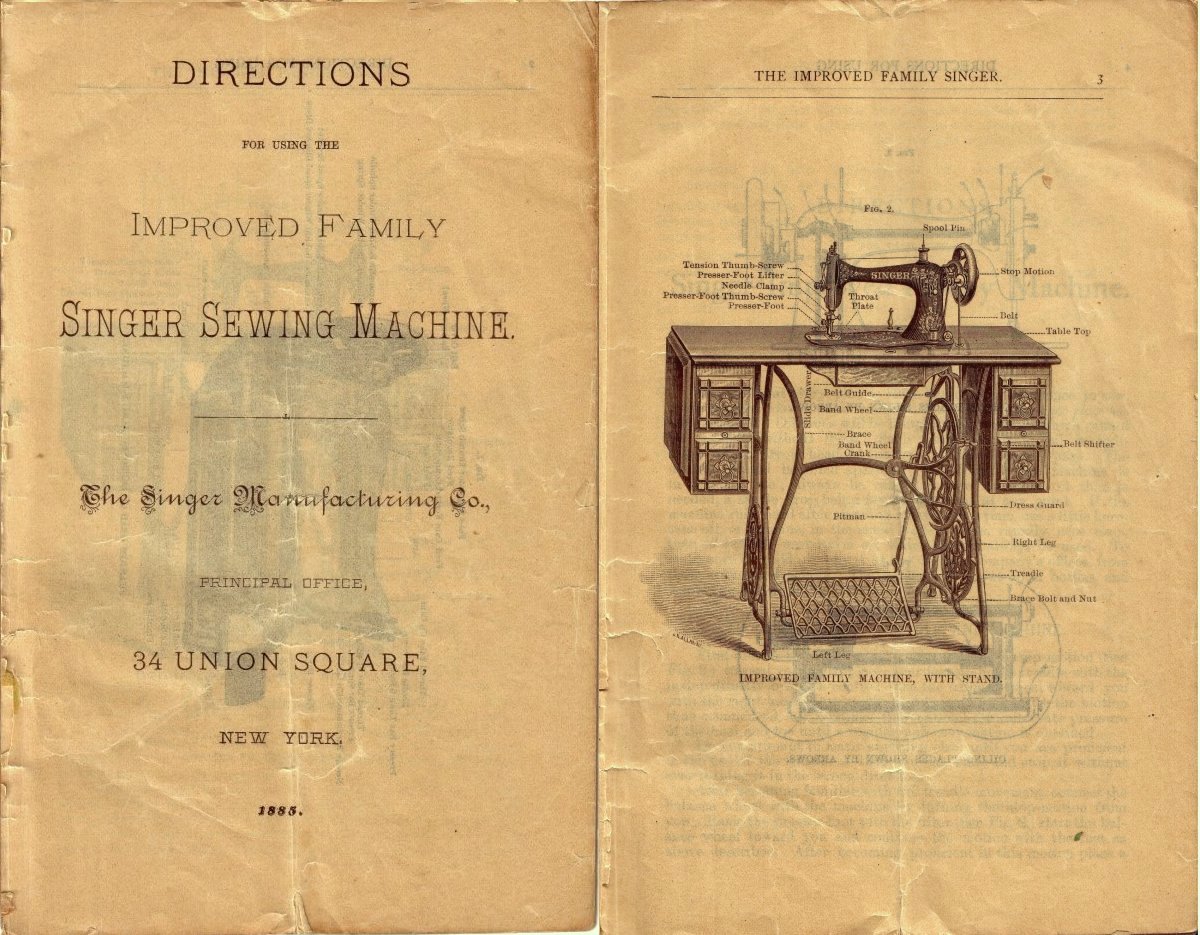 DIRECTIONS
FOR USING THE
IMPROVED FAMILY
SINGER SEWING MACHINE.
The Singer Manufacturing Co.,
PRINCIPAL OFFICE,
34 UNION SQUARE,
NEW YORK.
1885.
THE IMPROVED FAMILY SINGER. 3
FIG. 2.
Spool Pin
Tension Thumb-Screw
Presser-Foot Lifter
Needle Clamp
Presser-Foot Thumb-Screw
Presser-Foot
Throat
Plate
SINGER
Stop Motion
Belt
Table Top
Slide Drawer
Belt Guide
Band Wheel
Brace
Band Wheel
Crank
Belt Shifter
Pitman
Dress Guard
Right Leg
Treadle
Brace Bolt and Nut
Left Leg
IMPROVED FAMILY MACHINE, WITH STAND.